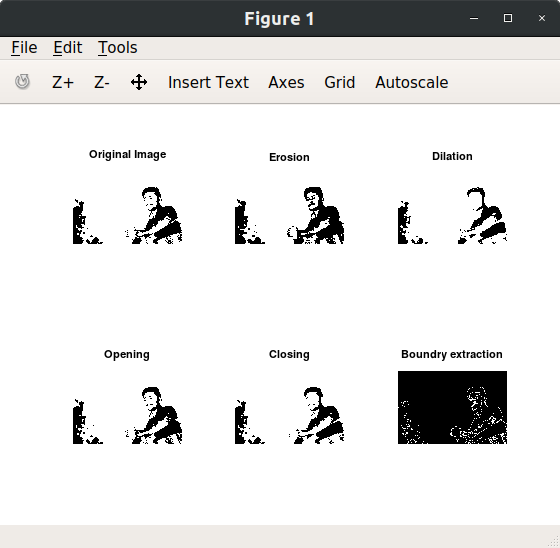 Figure 1
File Edit Tools
Z+ Z- Insert Text Axes Grid Autoscale
Original Image Erosion Dilation
Opening Closing Boundry extraction